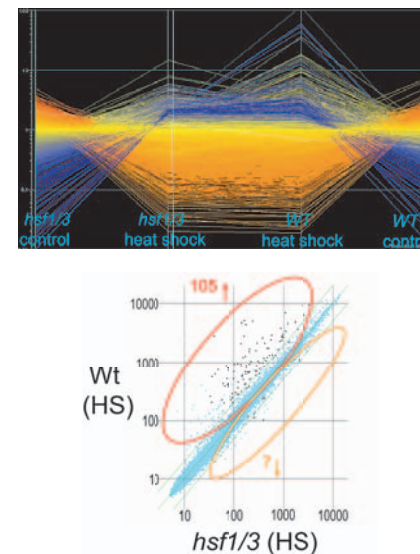 hsf1/3 hsf1/3 WT WT
control heat shock heat shock contr
105
10000
Wt 1000
(HS)
100
7
10
10 100 1000 10000
hsf1/3 (HS)